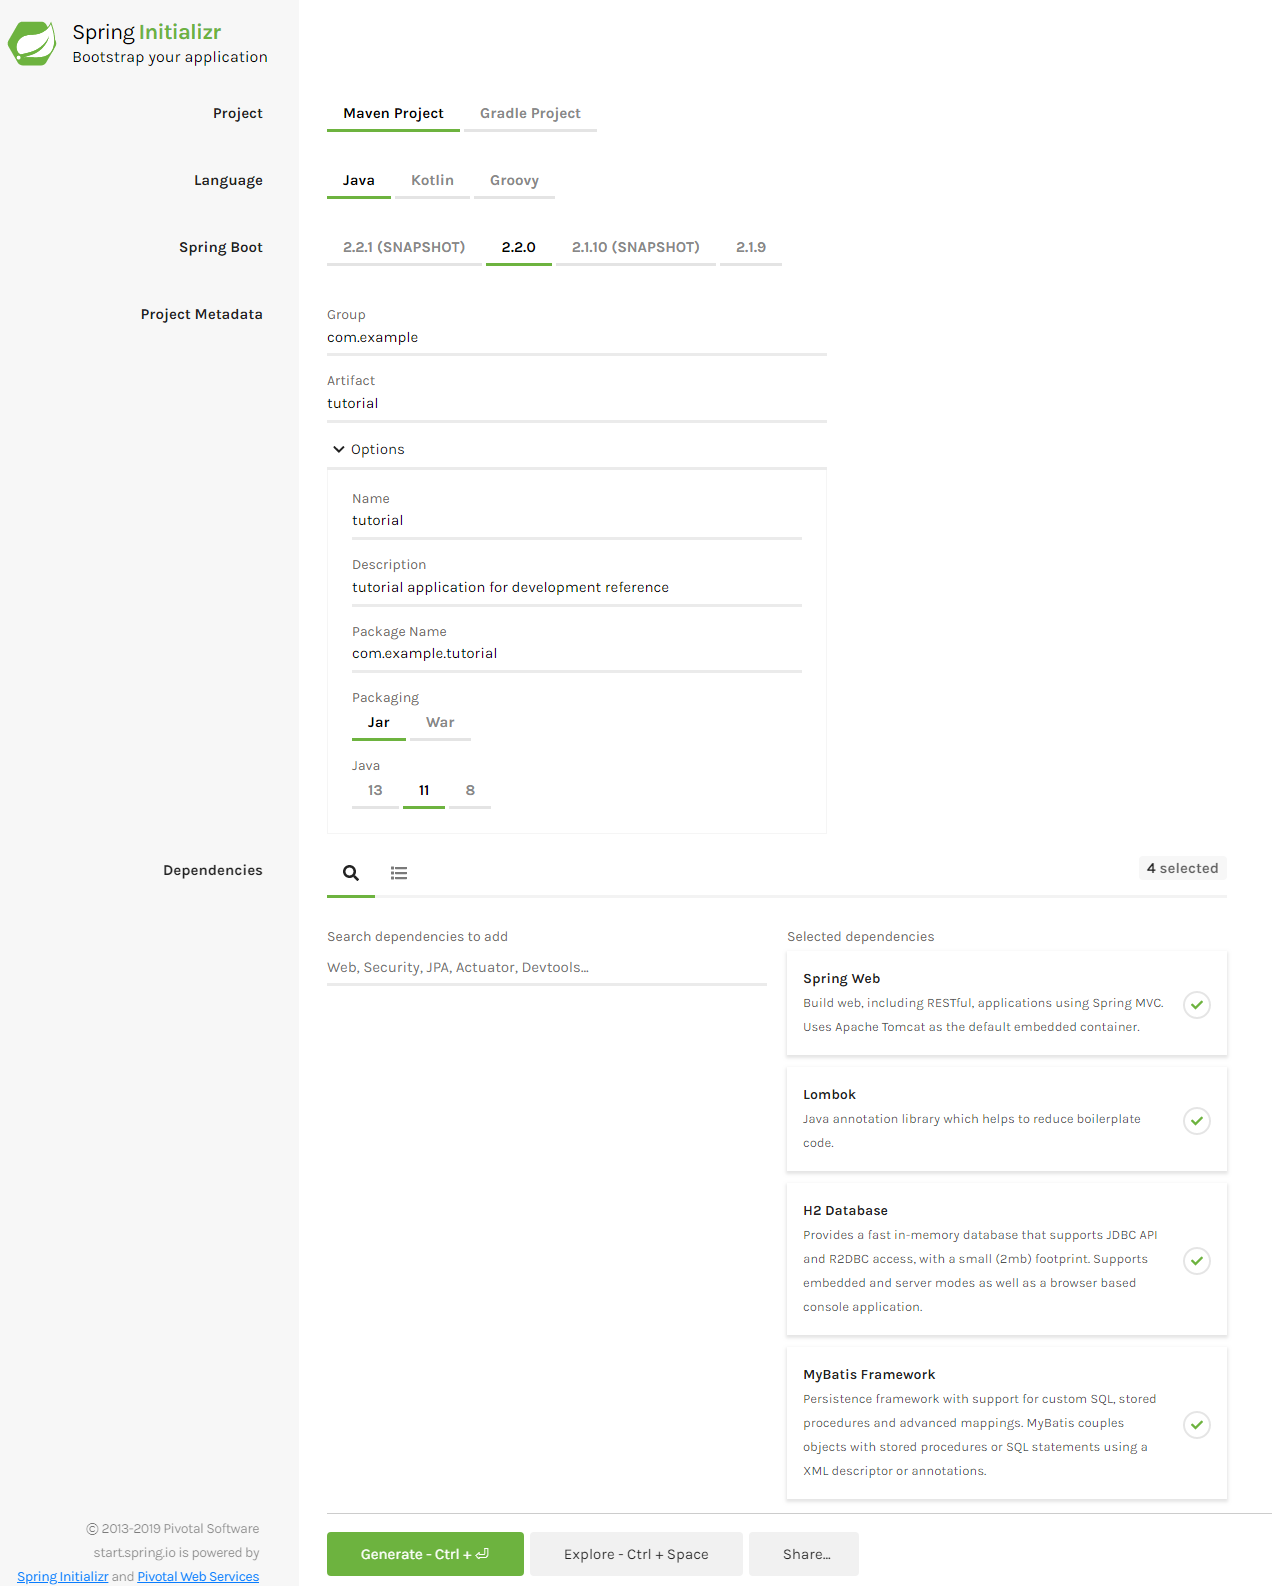 Spring Initializr
Bootstrap your application
Project
Maven Project Gradle Project
Language
Java Kotlin Groovy
Spring Boot
2.2.1 (SNAPSHOT) 2.2.0 2.1.10 (SNAPSHOT) 2.1.9
Project Metadata
Group
com.example
Artifact
tutorial
Options
Name
tutorial
Description
tutorial application for development reference
Package Name
com.example.tutorial
Packaging
Jar War
Java
13 11 8
Dependencies
4 selected
Search dependencies to add
Web, Security, JPA, Actuator, Devtools...
Selected dependencies
Spring Web
Build web, including RESTful, applications using Spring MVC.
Uses Apache Tomcat as the default embedded container.
Lombok
Java annotation library which helps to reduce boilerplate
code.
H2 Database
Provides a fast in-memory database that supports JDBC API
and R2DBC access, with a small (2mb) footprint. Supports
embedded and server modes as well as a browser based
console application.
MyBatis Framework
Persistence framework with support for custom SQL, stored
procedures and advanced mappings. MyBatis couples
objects with stored procedures or SQL statements using a
XML descriptor or annotations.
© 2013-2019 Pivotal Software
start.spring.io is powered by
Spring Initializr and Pivotal Web Services
Generate - Ctrl + ⏎
Explore - Ctrl + Space
Share...